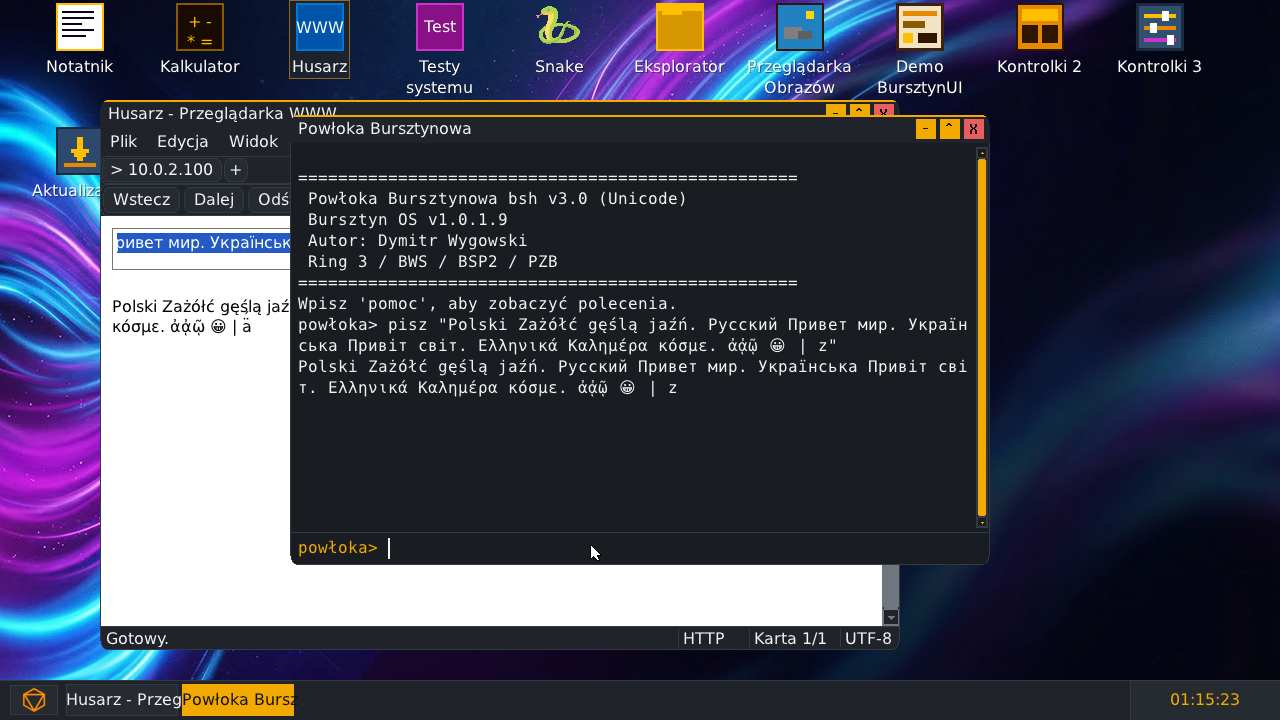 WWW
Test
+ -
* =
Notatnik
Kalkulator
Husarz
Testy
systemu
Snake
Eksplorator
Przeglądarka
Obrazów
Demo
BursztynUI
Kontrolki 2
Kontrolki 3
Husarz - Przeglądarka WWW
Plik Edycja Widok
> 10.0.2.100 +
Wstecz Dalej Odś
ривет мир. Українськ
Polski Zażółć gęślą jaź
κόσμε. ἀᾀῷ 😀 | ä
Gotowy.
HTTP
Karta 1/1
UTF-8
Aktualiza
Powłoka Bursztynowa
- ^ X
==================================================
Powłoka Bursztynowa bsh v3.0 (Unicode)
Bursztyn OS v1.0.1.9
Autor: Dymitr Wygowski
Ring 3 / BWS / BSP2 / PZB
==================================================
Wpisz 'pomoc', aby zobaczyć polecenia.
powłoka> pisz "Polski Zażółć gęślą jaźń. Русский Привет мир. Україн
ська Привіт світ. Ελληνικά Καλημέρα κόσμε. ἀᾀῷ 😀 | z"
Polski Zażółć gęślą jaźń. Русский Привет мир. Українська Привіт сві
т. Ελληνικά Καλημέρα κόσμε. ἀᾀῷ 😀 | z
powłoka>
Husarz - Przeg
Powłoka Bursz
01:15:23